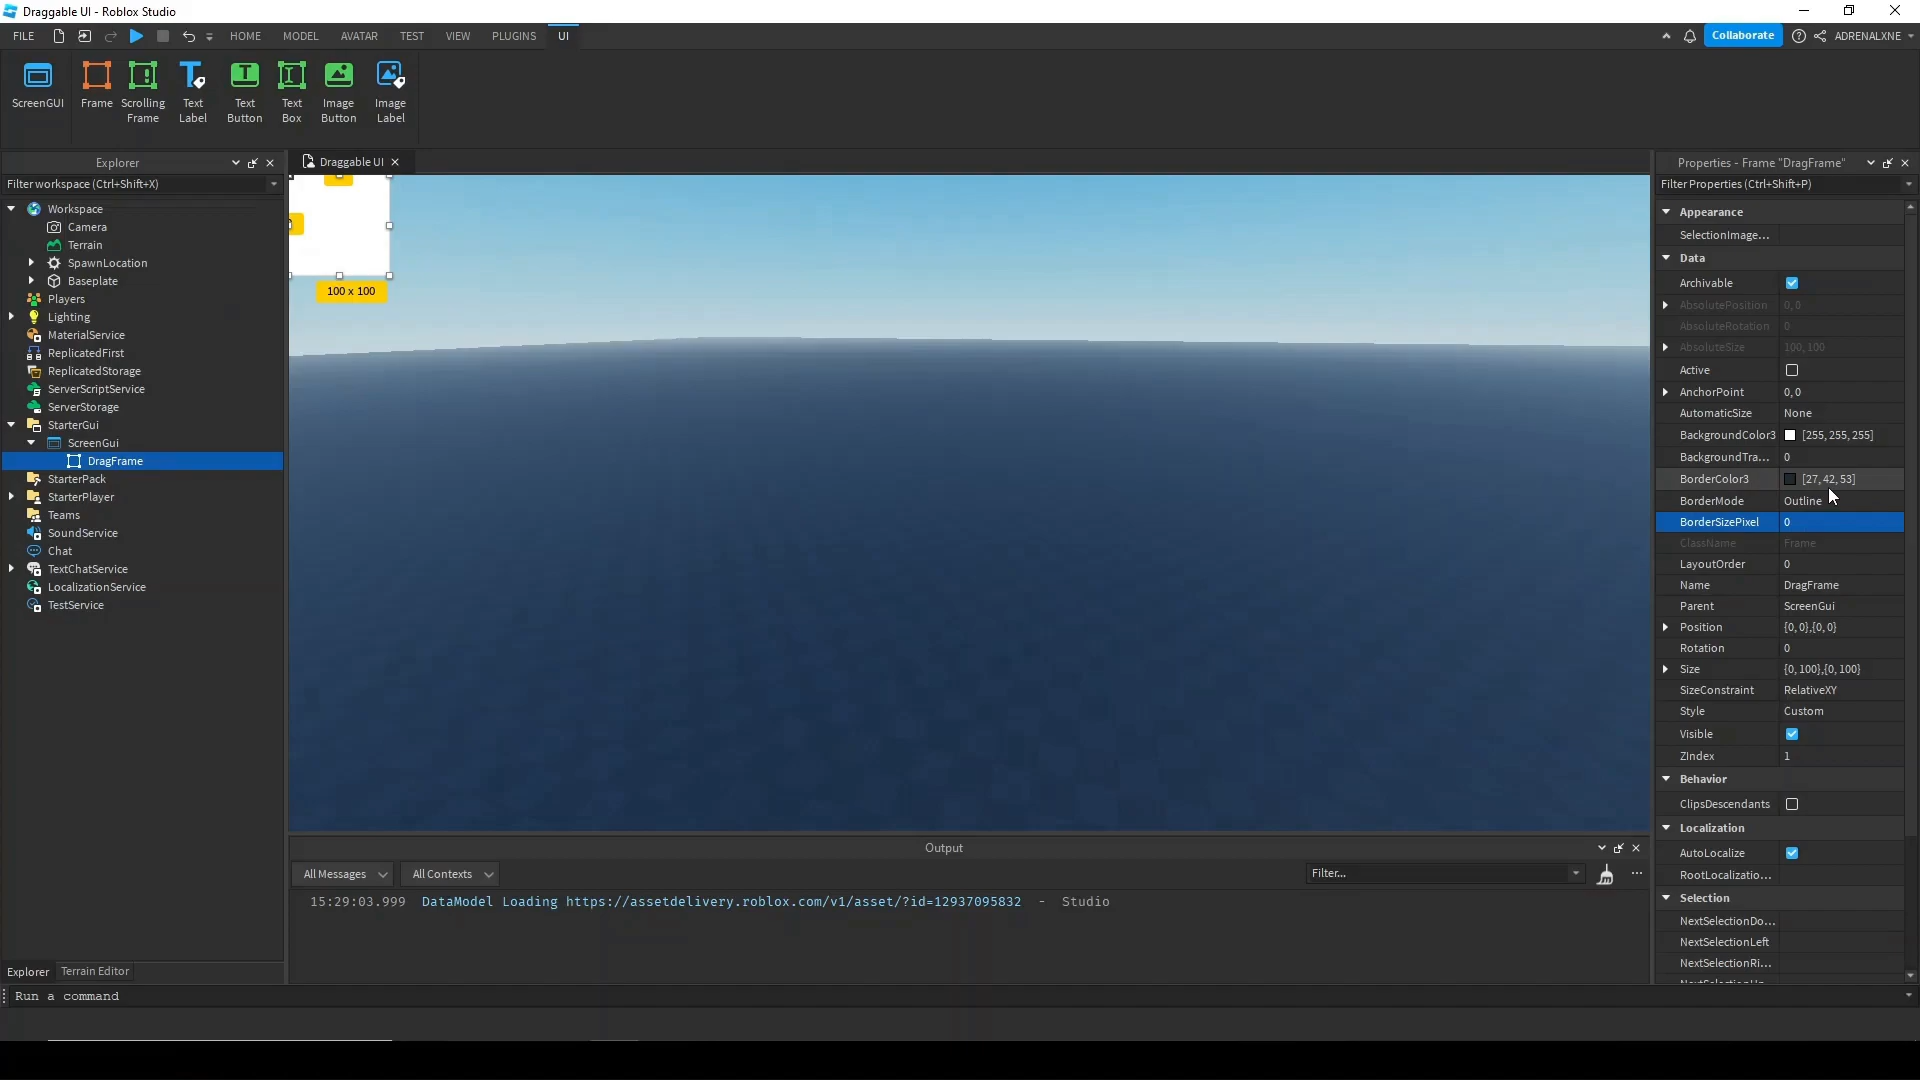 Draggable UI - Roblox Studio
FILE HOME MODEL AVATAR TEST VIEW PLUGINS UI Collaborate ADRENALXNE
ScreenGUI Frame Scrolling Frame Text Label Text Button Text Box Image Button Image Label
Explorer
Filter workspace (Ctrl+Shift+X)
Workspace
Camera
Terrain
SpawnLocation
Baseplate
Players
Lighting
MaterialService
ReplicatedFirst
ReplicatedStorage
ServerScriptService
ServerStorage
StarterGui
ScreenGui
DragFrame
StarterPack
StarterPlayer
Teams
SoundService
Chat
TextChatService
LocalizationService
TestService
Explorer Terrain Editor
Draggable UI
100 x 100
Output
All Messages All Contexts Filter...
15:29:03.999 DataModel Loading https://assetdelivery.roblox.com/v1/asset/?id=12937095832 - Studio
Properties - Frame "DragFrame"
Filter Properties (Ctrl+Shift+P)
Appearance
SelectionImage...
Data
Archivable
AbsolutePosition 0, 0
AbsoluteRotation 0
AbsoluteSize 100, 100
Active
AnchorPoint 0, 0
AutomaticSize None
BackgroundColor3 [255, 255, 255]
BackgroundTra... 0
BorderColor3 [27, 42, 53]
BorderMode Outline
BorderSizePixel 0
ClassName Frame
LayoutOrder 0
Name DragFrame
Parent ScreenGui
Position {0, 0},{0, 0}
Rotation 0
Size {0, 100},{0, 100}
SizeConstraint RelativeXY
Style Custom
Visible
ZIndex 1
Behavior
ClipsDescendants
Localization
AutoLocalize
RootLocalizatio...
Selection
NextSelectionDo...
NextSelectionLeft
NextSelectionRi...
Run a command